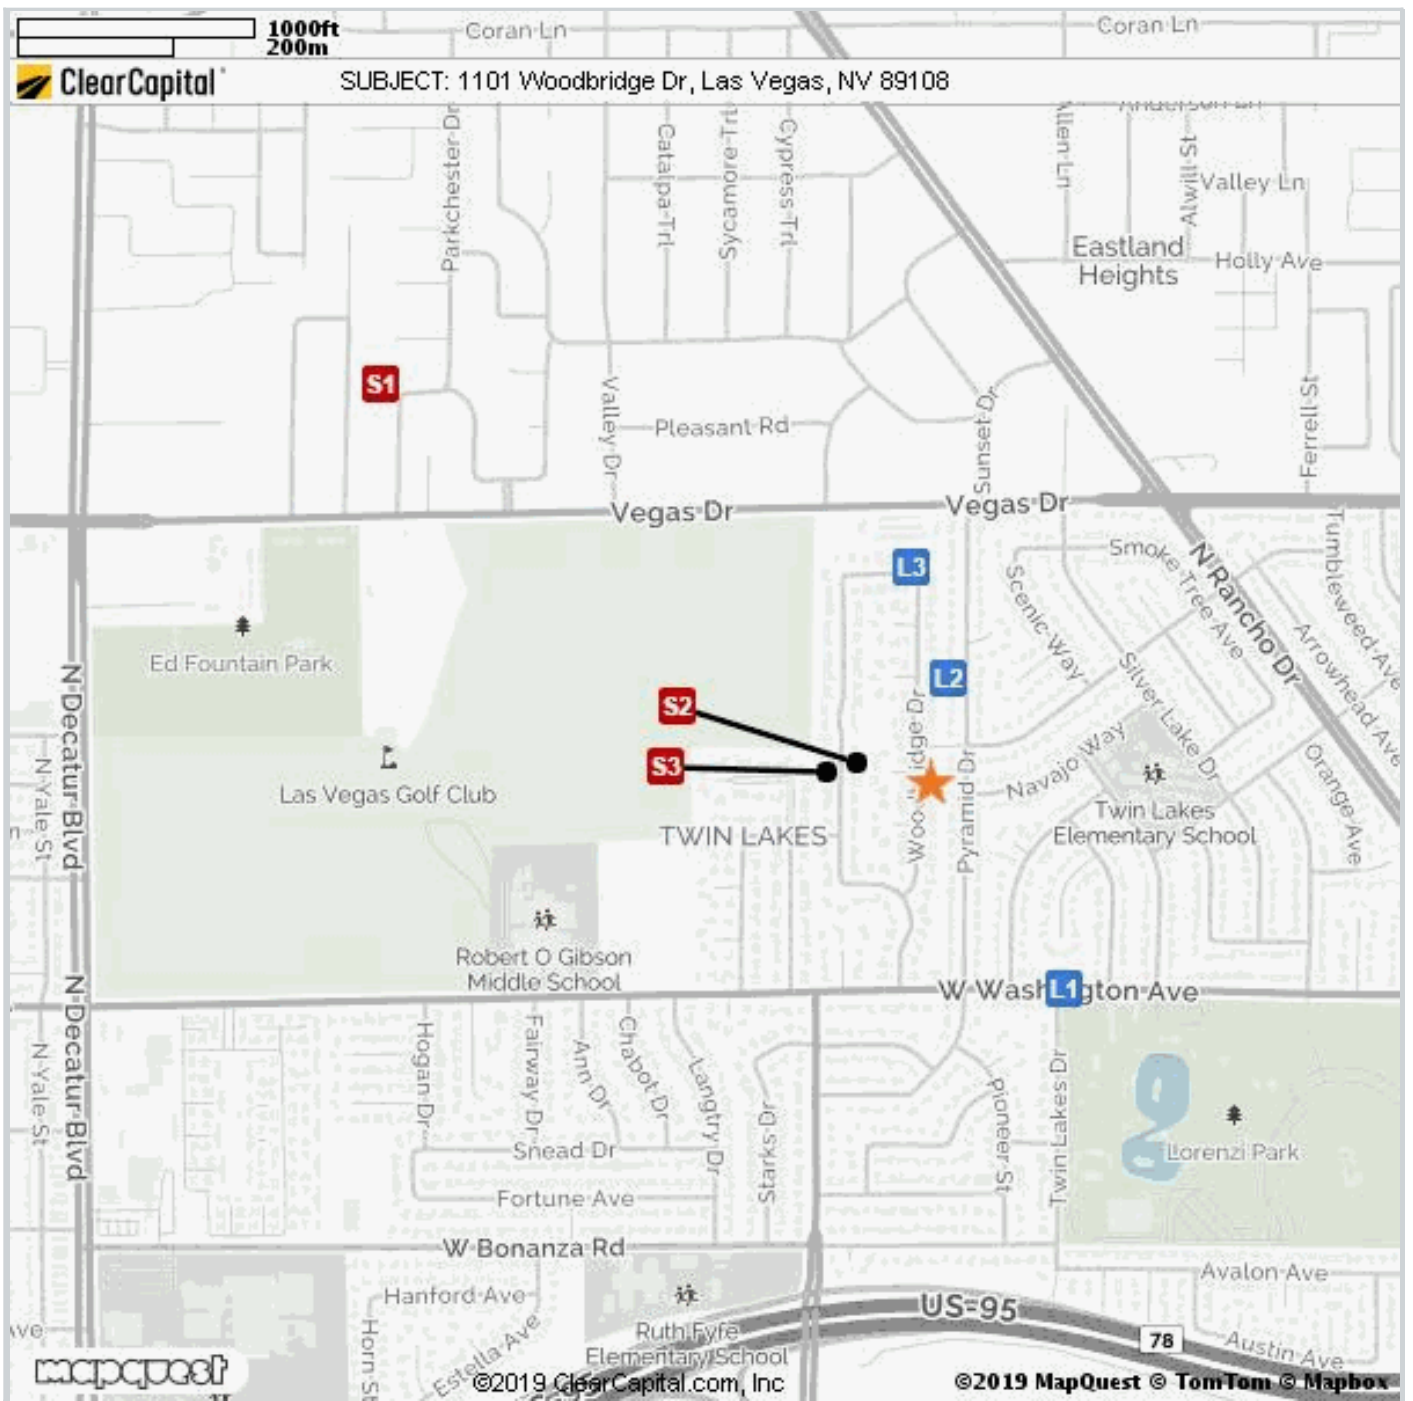 1000ft
200m
Coran Ln
Coran Ln
ClearCapital
SUBJECT: 1101 Woodbridge Dr, Las Vegas, NV 89108
Parkchester Dr
Catalpa Trl
Sycamore Trl
Cypress Trl
Allen Ln
Alwill St
Valley Ln
Eastland
Heights
Holly Ave
S1
Valley Dr
Pleasant Rd
Sunset Dr
Ferrell St
Vegas Dr
Vegas Dr
L3
Smoke Tree Ave
N Rancho Dr
Tumbleweed Ave
Scenic Way
Arrowhead Ave
Ed Fountain Park
N Decatur Blvd
L2
Silver Lake Dr
S2
S3
Navajo Way
Pyramid Dr
Orange Ave
N Yale St
Las Vegas Golf Club
TWIN LAKES
Twin Lakes
Elementary School
Robert O Gibson
Middle School
L1
N Decatur Blvd
N Yale St
Hogan Dr
Fairway Dr
Ann Dr
Chabot Dr
Langtry Dr
Starks Dr
Pioneer St
Twin Lakes Dr
Lorenzi Park
Snead Dr
Fortune Ave
W Bonanza Rd
Avalon Ave
Hanford Ave
US-95
78
Austin Ave
Horn St
Estella Ave
Ruth Fyfe
Elementary School
mapquest
©2019 ClearCapital.com, Inc
©2019 MapQuest © TomTom © Mapbox